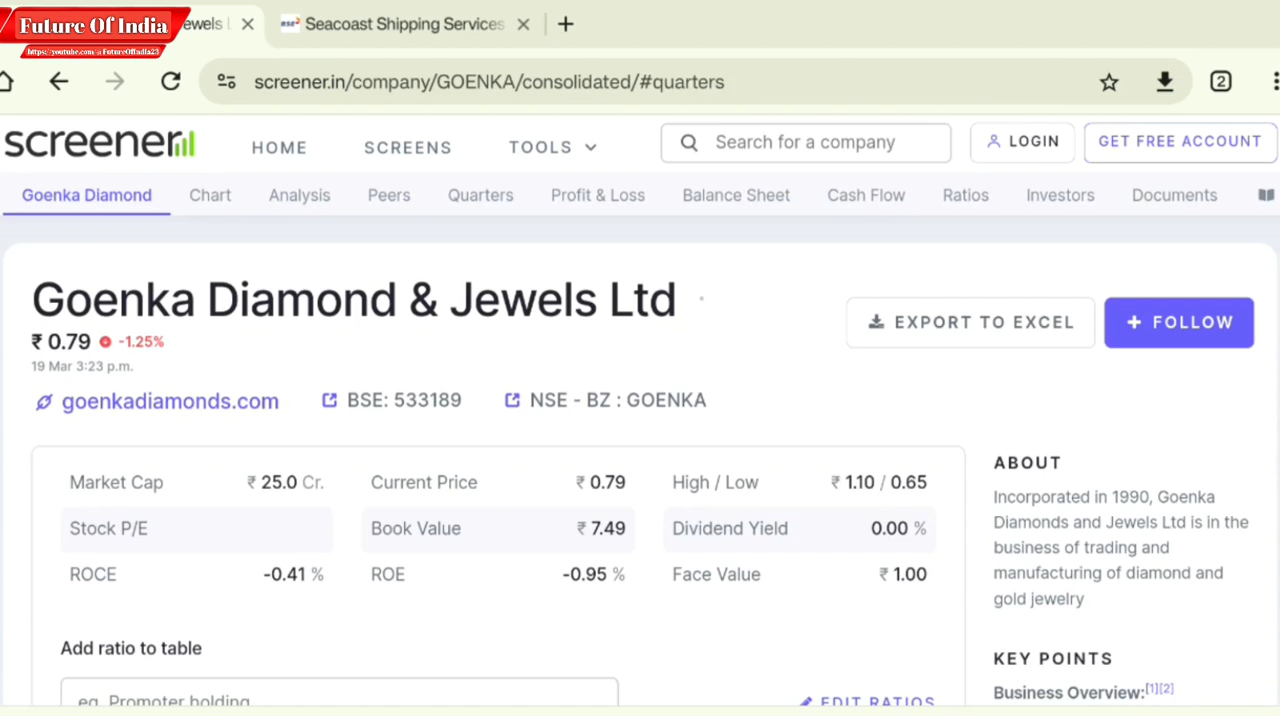 Future Of India
ewels L
Seacoast Shipping Services
screener.in/company/GOENKA/consolidated/#quarters
2
screener
HOME
SCREENS
TOOLS
Search for a company
LOGIN
GET FREE ACCOUNT
Goenka Diamond
Chart
Analysis
Peers
Quarters
Profit & Loss
Balance Sheet
Cash Flow
Ratios
Investors
Documents
Goenka Diamond & Jewels Ltd
EXPORT TO EXCEL
+ FOLLOW
₹ 0.79 -1.25%
19 Mar 3:23 p.m.
goenkadiamonds.com
BSE: 533189
NSE - BZ : GOENKA
Market Cap ₹ 25.0 Cr.
Current Price ₹ 0.79
High / Low ₹ 1.10 / 0.65
Stock P/E
Book Value ₹ 7.49
Dividend Yield 0.00 %
ROCE -0.41 %
ROE -0.95 %
Face Value ₹ 1.00
Add ratio to table
eg. Promoter holding
EDIT RATIOS
ABOUT
Incorporated in 1990, Goenka
Diamonds and Jewels Ltd is in the
business of trading and
manufacturing of diamond and
gold jewelry
KEY POINTS
Business Overview:[1][2]